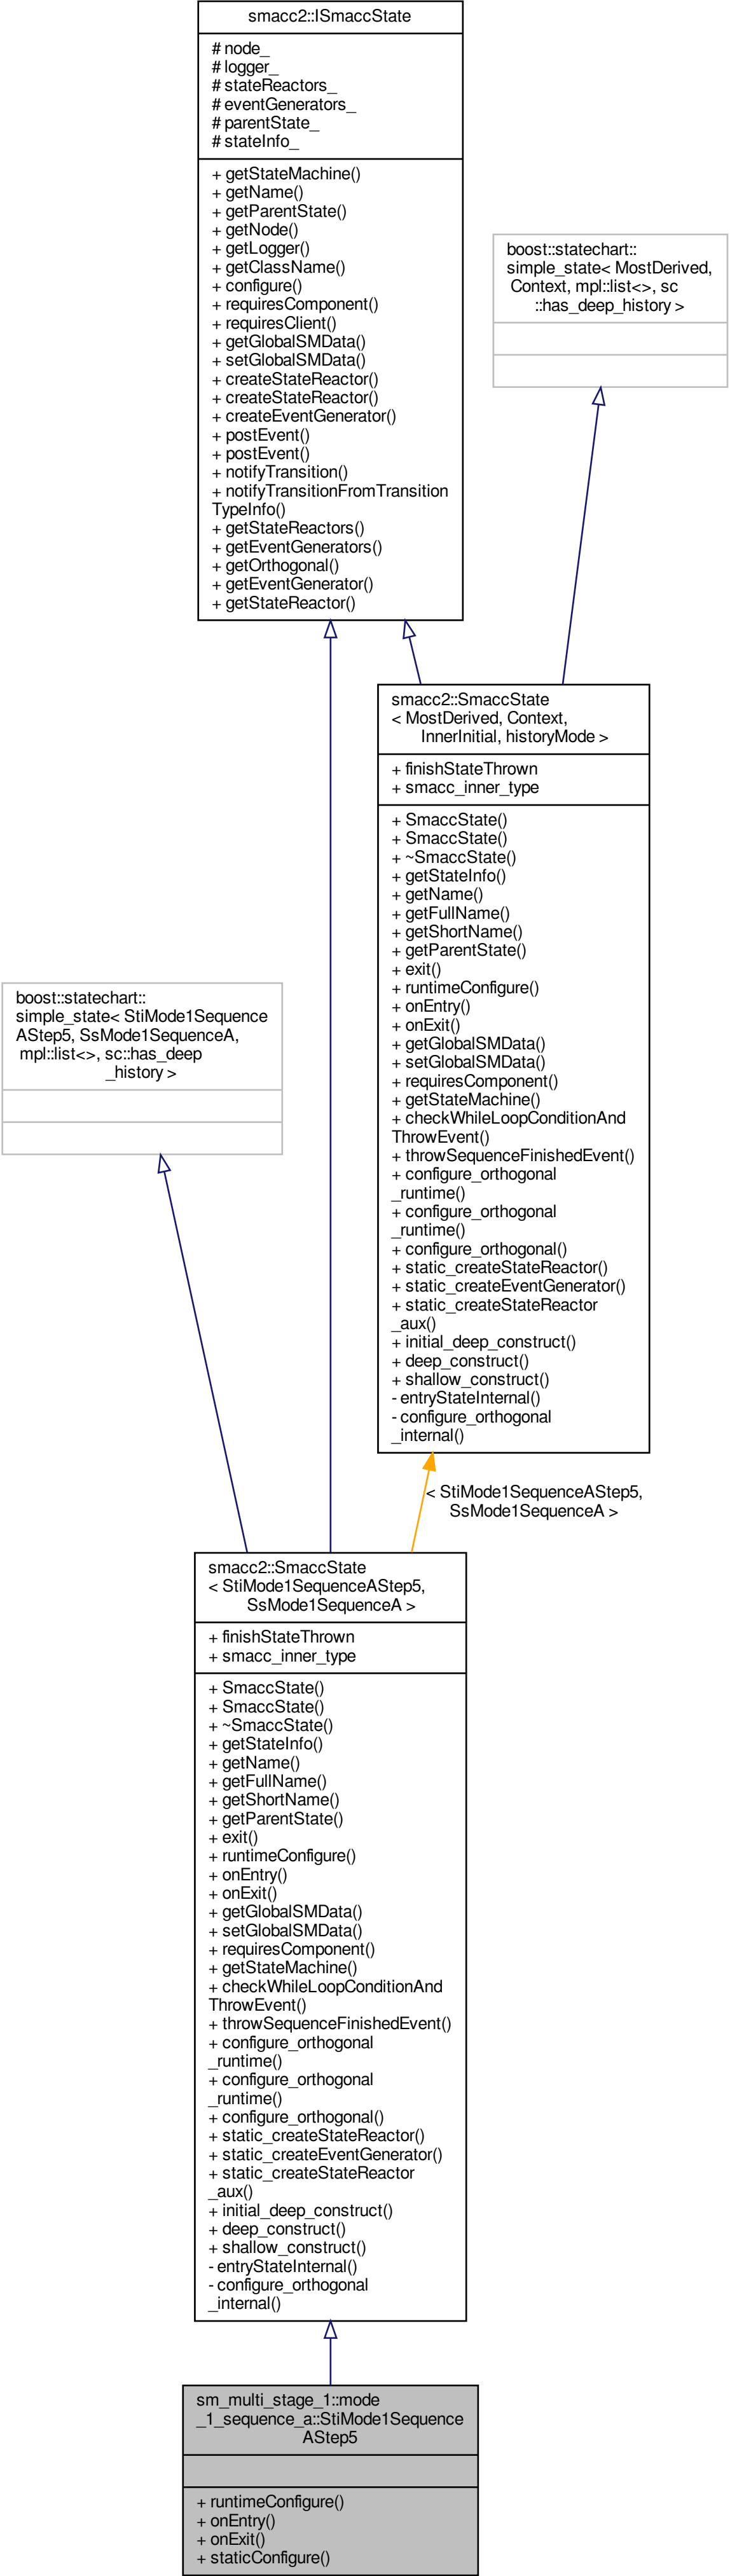 smacc2::ISmaccState
# node_
# logger_
# stateReactors_
# eventGenerators_
# parentState_
# stateInfo_
+ getStateMachine()
+ getName()
+ getParentState()
+ getNode()
+ getLogger()
+ getClassName()
+ configure()
+ requiresComponent()
+ requiresClient()
+ getGlobalSMData()
+ setGlobalSMData()
+ createStateReactor()
+ createStateReactor()
+ createEventGenerator()
+ postEvent()
+ postEvent()
+ notifyTransition()
+ notifyTransitionFromTransition
TypeInfo()
+ getStateReactors()
+ getEventGenerators()
+ getOrthogonal()
+ getEventGenerator()
+ getStateReactor()
boost::statechart::
simple_state< MostDerived,
Context, mpl::list<>, sc
::has_deep_history >
smacc2::SmaccState
< MostDerived, Context,
InnerInitial, historyMode >
+ finishStateThrown
+ smacc_inner_type
+ SmaccState()
+ SmaccState()
+ ~SmaccState()
+ getStateInfo()
+ getName()
+ getFullName()
+ getShortName()
+ getParentState()
+ exit()
+ runtimeConfigure()
+ onEntry()
+ onExit()
+ getGlobalSMData()
+ setGlobalSMData()
+ requiresComponent()
+ getStateMachine()
+ checkWhileLoopConditionAnd
ThrowEvent()
+ throwSequenceFinishedEvent()
+ configure_orthogonal
_runtime()
+ configure_orthogonal
_runtime()
+ configure_orthogonal()
+ static_createStateReactor()
+ static_createEventGenerator()
+ static_createStateReactor
_aux()
+ initial_deep_construct()
+ deep_construct()
+ shallow_construct()
- entryStateInternal()
- configure_orthogonal
_internal()
boost::statechart::
simple_state< StiMode1Sequence
AStep5, SsMode1SequenceA,
mpl::list<>, sc::has_deep
_history >
< StiMode1SequenceAStep5,
SsMode1SequenceA >
smacc2::SmaccState
< StiMode1SequenceAStep5,
SsMode1SequenceA >
+ finishStateThrown
+ smacc_inner_type
+ SmaccState()
+ SmaccState()
+ ~SmaccState()
+ getStateInfo()
+ getName()
+ getFullName()
+ getShortName()
+ getParentState()
+ exit()
+ runtimeConfigure()
+ onEntry()
+ onExit()
+ getGlobalSMData()
+ setGlobalSMData()
+ requiresComponent()
+ getStateMachine()
+ checkWhileLoopConditionAnd
ThrowEvent()
+ throwSequenceFinishedEvent()
+ configure_orthogonal
_runtime()
+ configure_orthogonal
_runtime()
+ configure_orthogonal()
+ static_createStateReactor()
+ static_createEventGenerator()
+ static_createStateReactor
_aux()
+ initial_deep_construct()
+ deep_construct()
+ shallow_construct()
- entryStateInternal()
- configure_orthogonal
_internal()
sm_multi_stage_1::mode
_1_sequence_a::StiMode1Sequence
AStep5
+ runtimeConfigure()
+ onEntry()
+ onExit()
+ staticConfigure()